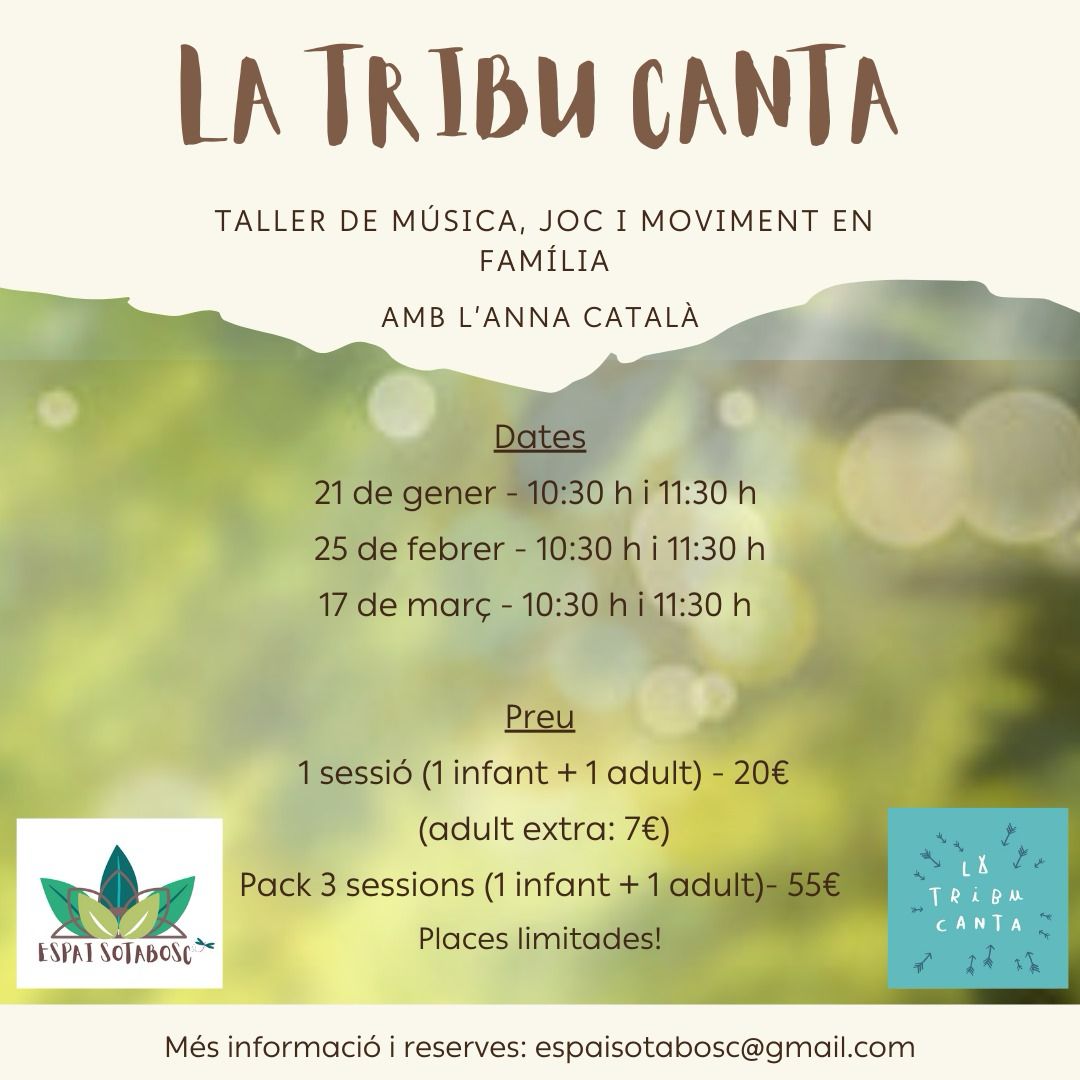 LA TRIBU CANTA
TALLER DE MÚSICA, JOC I MOVIMENT EN
FAMÍLIA
AMB L'ANNA CATALÀ
Dates
21 de gener - 10:30 h i 11:30 h
25 de febrer - 10:30 h i 11:30 h
17 de març - 10:30 h i 11:30 h
Preu
1 sessió (1 infant + 1 adult) - 20€
(adult extra: 7€)
Pack 3 sessions (1 infant + 1 adult)- 55€
Places limitades!
ESPAI SOTABOSC
LA
TRiBU
CANTA
Més informació i reserves: espaisotabosc@gmail.com